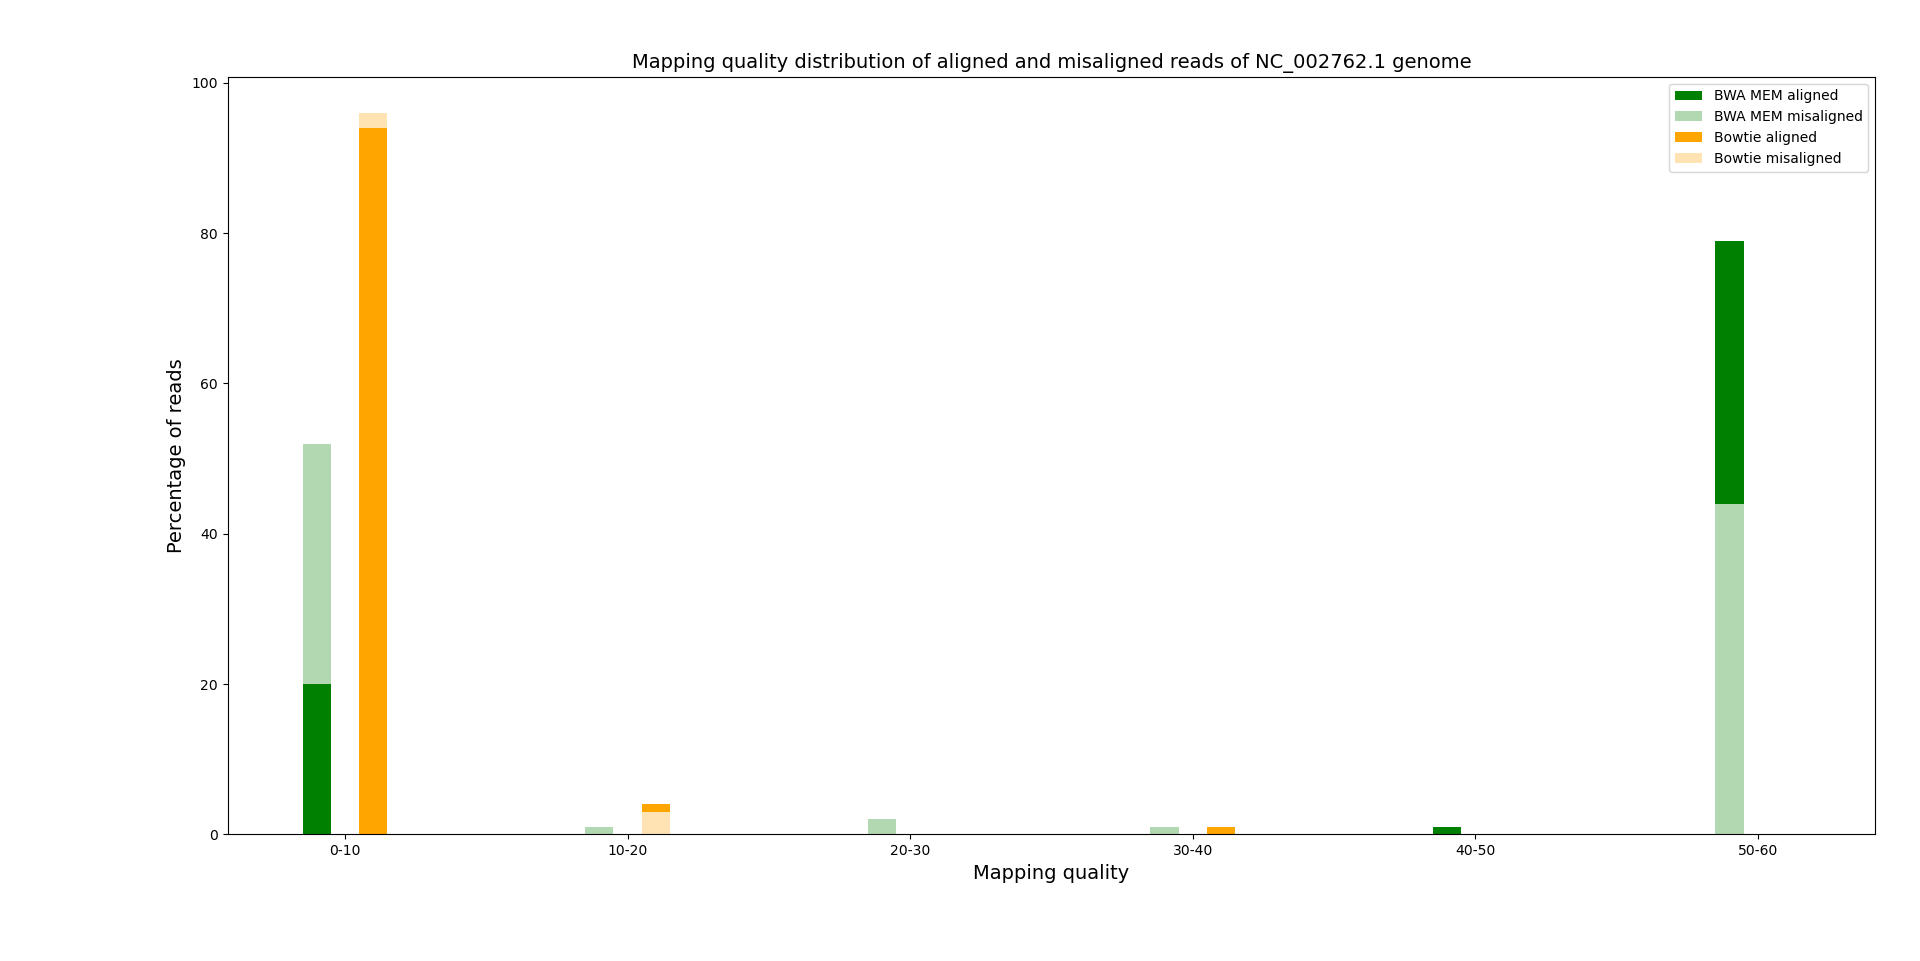 Mapping quality distribution of aligned and misaligned reads of NC_002762.1 genome
BWA MEM aligned
BWA MEM misaligned
Bowtie aligned
Bowtie misaligned
Percentage of reads
100
80
60
40
20
0
0-10 10-20 20-30 30-40 40-50 50-60
Mapping quality